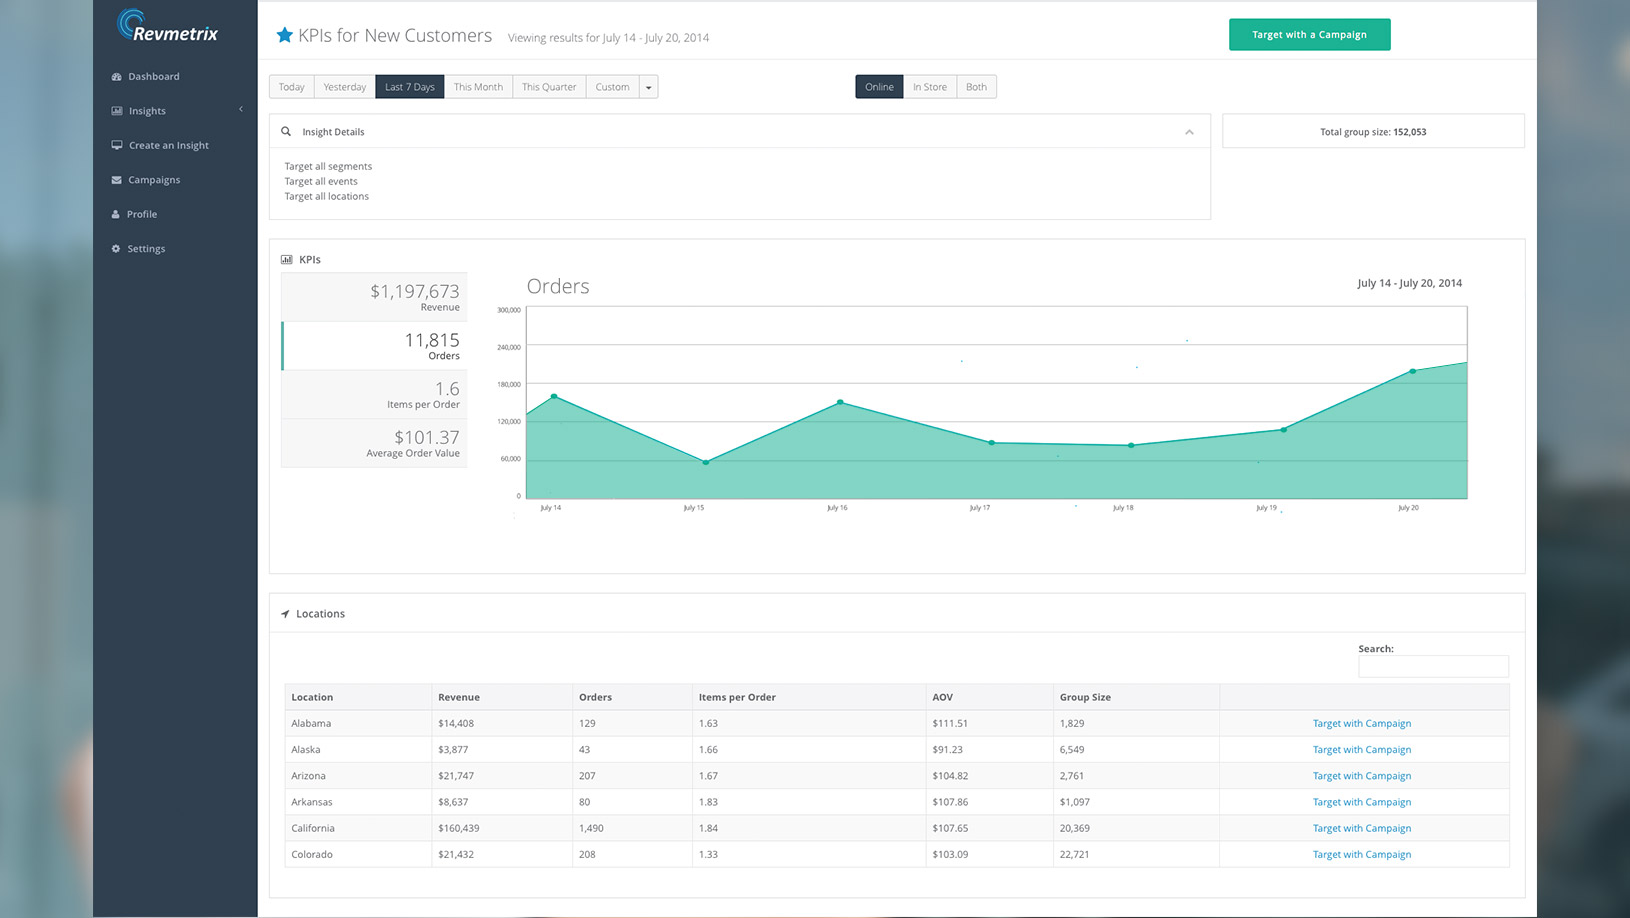 Revmetrix
Dashboard
Insights
Create an Insight
Campaigns
Profile
Settings
KPIs for New Customers Viewing results for July 14 - July 20, 2014
Target with a Campaign
Today Yesterday Last 7 Days This Month This Quarter Custom
Online In Store Both
Insight Details
Target all segments
Target all events
Target all locations
Total group size: 152,053
KPIs
$1,197,673
Revenue
11,815
Orders
1.6
Items per Order
$101.37
Average Order Value
Orders
July 14 - July 20, 2014
300,000
240,000
180,000
120,000
60,000
0
July 14 July 15 July 16 July 17 July 18 July 19 July 20
Locations
Search:
Location Revenue Orders Items per Order AOV Group Size
Alabama $14,408 129 1.63 $111.51 1,829 Target with Campaign
Alaska $3,877 43 1.66 $91.23 6,549 Target with Campaign
Arizona $21,747 207 1.67 $104.82 2,761 Target with Campaign
Arkansas $8,637 80 1.83 $107.86 $1,097 Target with Campaign
California $160,439 1,490 1.84 $107.65 20,369 Target with Campaign
Colorado $21,432 208 1.33 $103.09 22,721 Target with Campaign